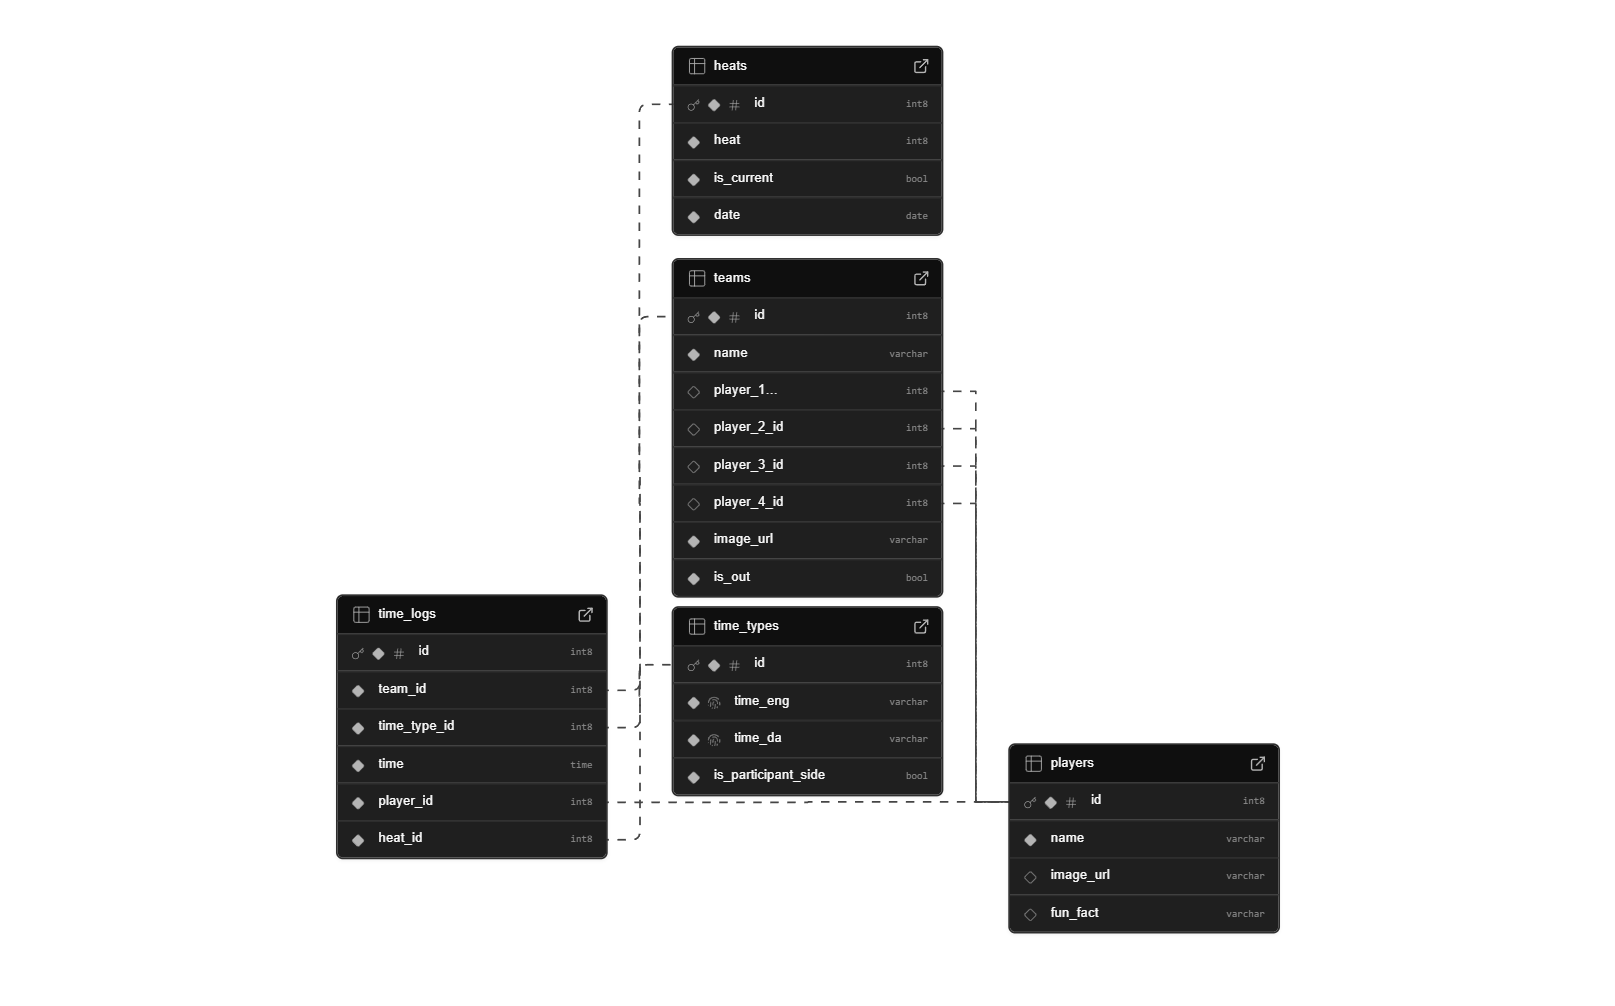 heats
id int8
heat int8
is_current bool
date date
teams
id int8
name varchar
player_1... int8
player_2_id int8
player_3_id int8
player_4_id int8
image_url varchar
is_out bool
time_logs
id int8
team_id int8
time_type_id int8
time time
player_id int8
heat_id int8
time_types
id int8
time_eng varchar
time_da varchar
is_participant_side bool
players
id int8
name varchar
image_url varchar
fun_fact varchar